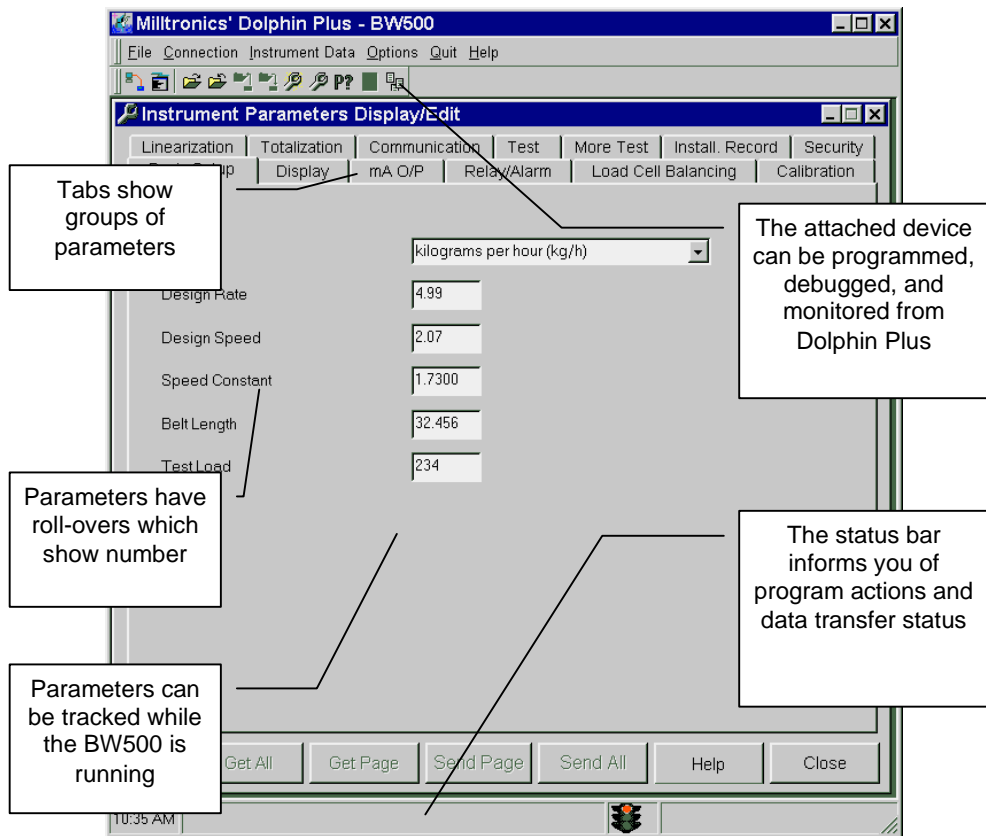 Milltronics' Dolphin Plus - BW500
File Connection Instrument Data Options Quit Help
P?
Instrument Parameters Display/Edit
Linearization Totalization Communication Test More Test Install. Record Security
up Display mA O/P Relay/Alarm Load Cell Balancing Calibration
Tabs show
groups of
parameters
The attached device
can be programmed,
debugged, and
monitored from
Dolphin Plus
kilograms per hour (kg/h)
Design Rate 4.99
Design Speed 2.07
Speed Constant 1.7300
Belt Length 32.456
Test Load 234
Parameters have
roll-overs which
show number
The status bar
informs you of
program actions and
data transfer status
Parameters can
be tracked while
the BW500 is
running
Get All Get Page Send Page Send All Help Close
10:35 AM